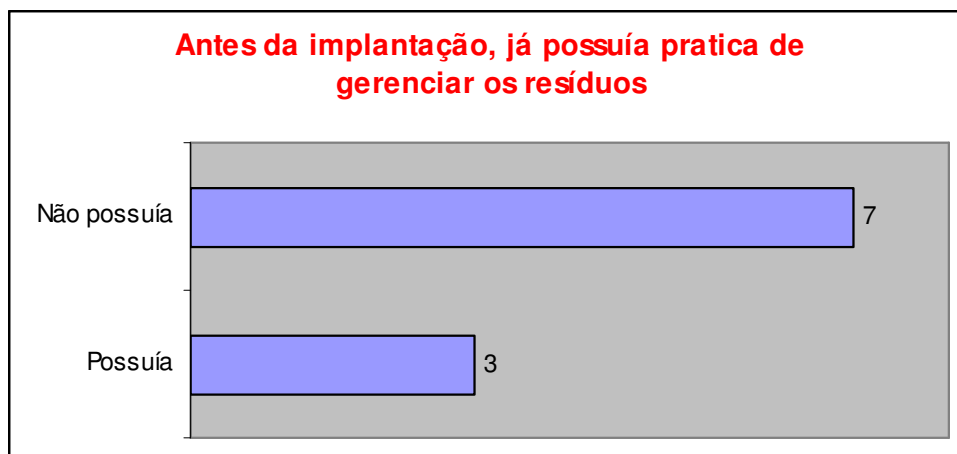 Antes da implantação, já possuía pratica de
gerenciar os resíduos
Não possuía
7
Possuía
3